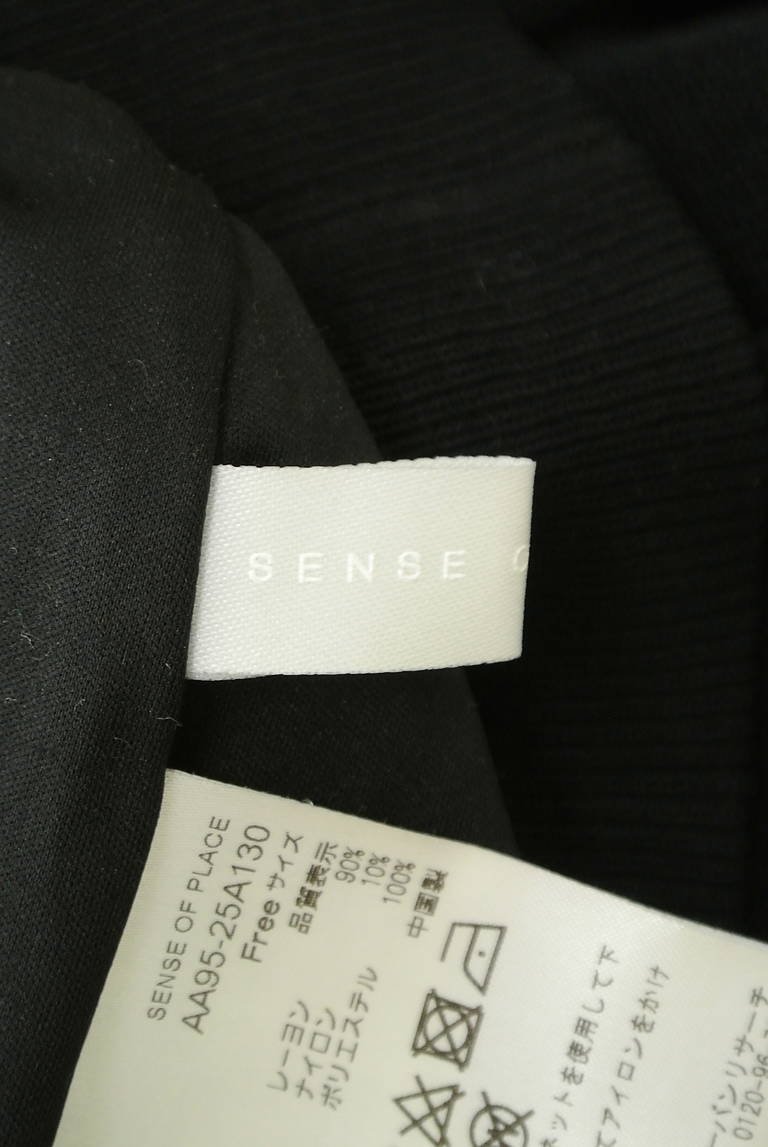 SENSE
SENSE OF PLACE
AA95-25A130
Free サイズ
品質表示
レーヨン 90%
ナイロン 10%
ポリエステル 100%
中国製
ットを使用して下
てアイロンをかけ
パンリサーチ
0120-96